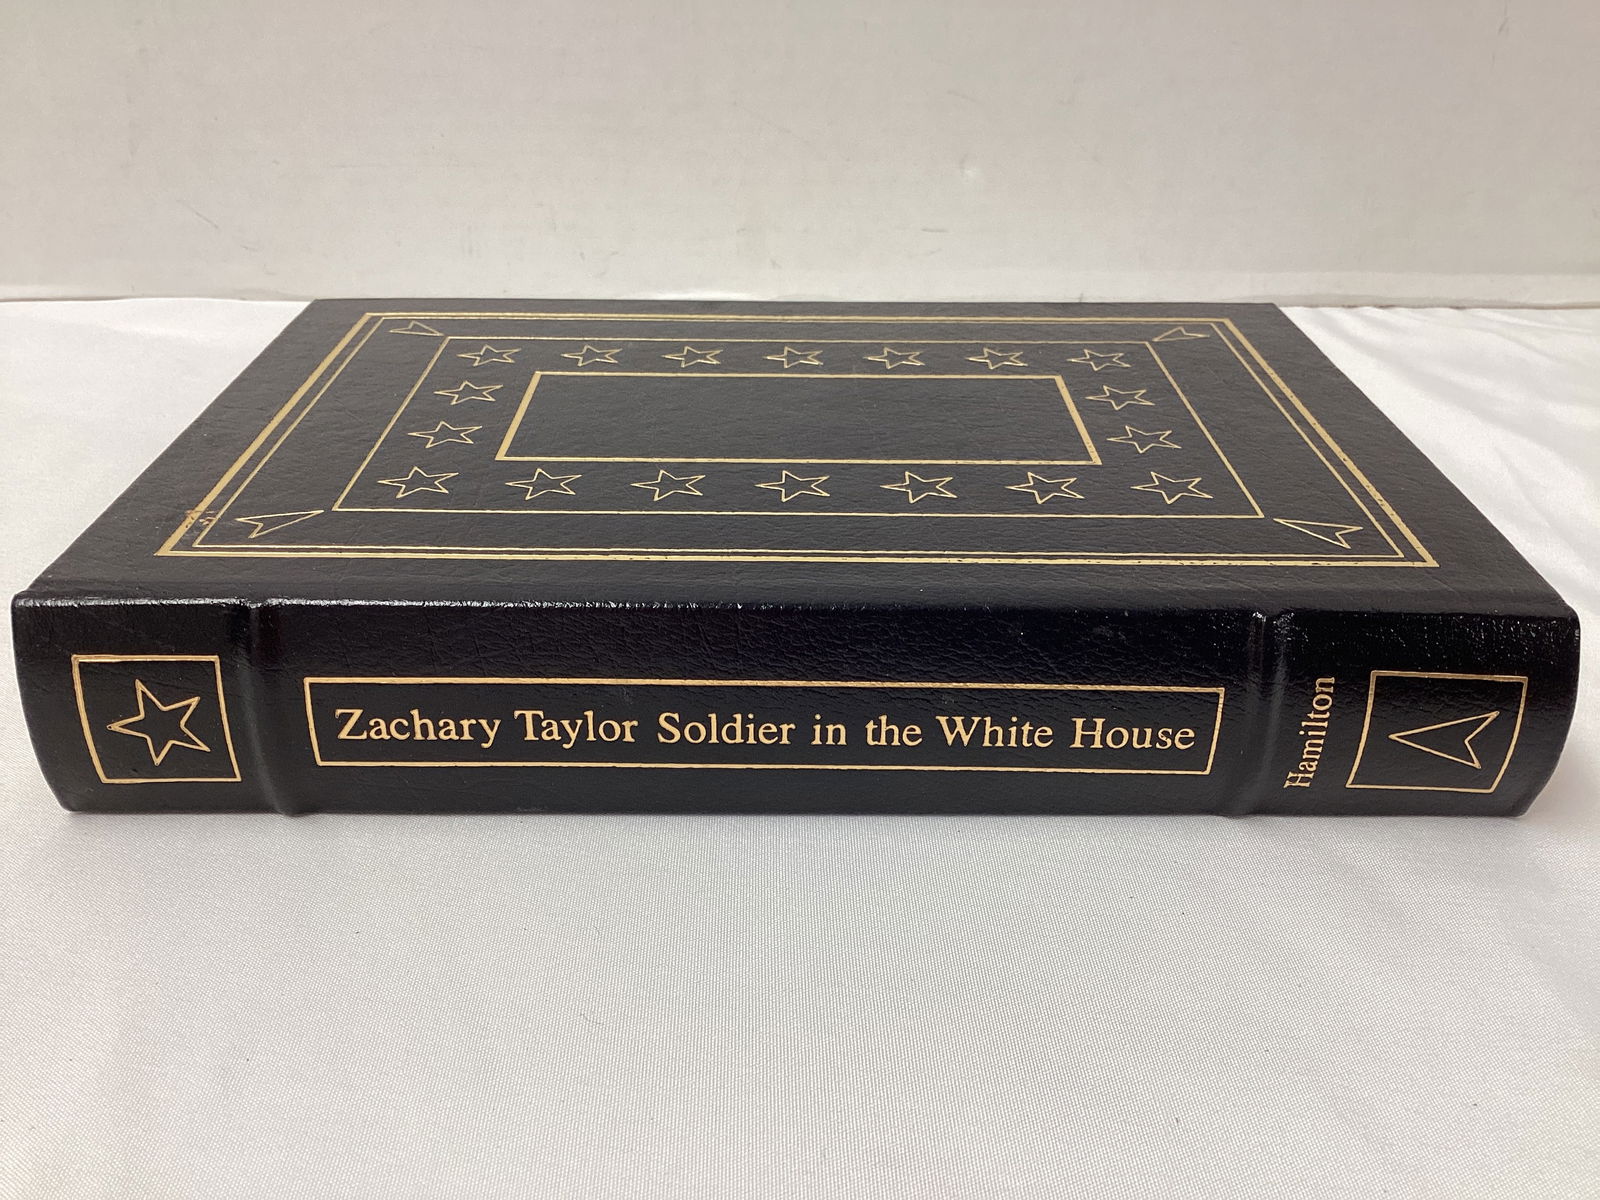 Zachary Taylor Soldier in the White House
Hamilton